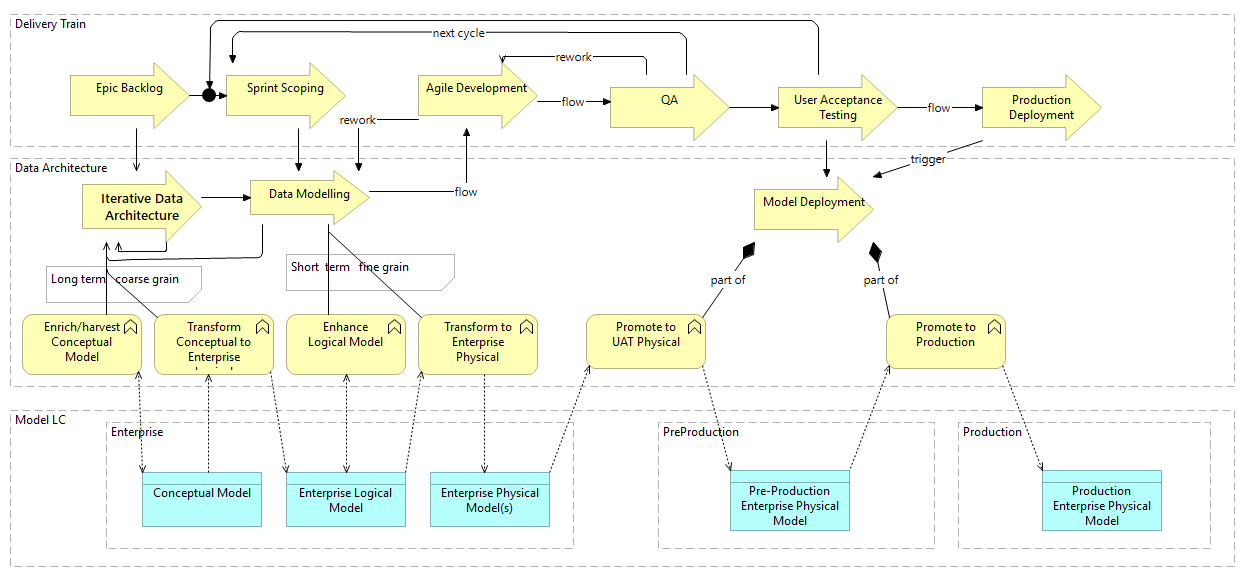 Delivery Train
next cycle
rework
Epic Backlog
Sprint Scoping
Agile Development
flow
QA
User Acceptance
Testing
flow
Production
Deployment
rework
trigger
Data Architecture
Iterative Data
Architecture
Data Modelling
flow
Model Deployment
Long term coarse grain
Short term fine grain
part of
part of
Enrich/harvest
Conceptual
Model
Transform
Conceptual to
Enterprise
Enhance
Logical Model
Transform to
Enterprise
Physical
Promote to
UAT Physical
Promote to
Production
Model LC
Enterprise
PreProduction
Production
Conceptual Model
Enterprise Logical
Model
Enterprise Physical
Model(s)
Pre-Production
Enterprise Physical
Model
Production
Enterprise Physical
Model